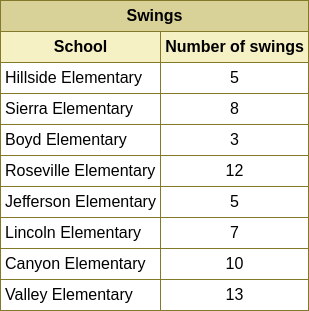 Swings
School Number of swings
Hillside Elementary 5
Sierra Elementary 8
Boyd Elementary 3
Roseville Elementary 12
Jefferson Elementary 5
Lincoln Elementary 7
Canyon Elementary 10
Valley Elementary 13